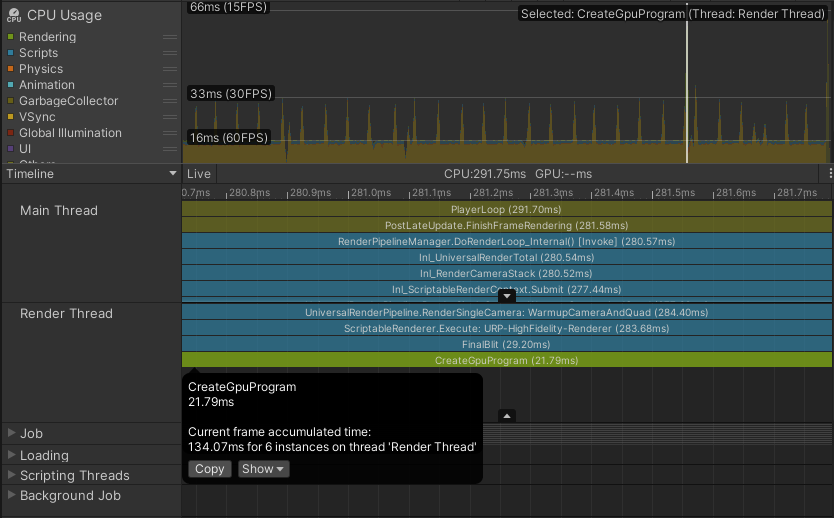 CPU
CPU Usage
Rendering
Scripts
Physics
Animation
GarbageCollector
VSync
Global Illumination
UI
Others
66ms (15FPS)
Selected: CreateGpuProgram (Thread: Render Thread)
33ms (30FPS)
16ms (60FPS)
Timeline
Live
CPU:291.75ms GPU:--ms
0.7ms 280.8ms 280.9ms 281.0ms 281.1ms 281.2ms 281.3ms 281.4ms 281.5ms 281.6ms 281.7ms
Main Thread
PlayerLoop (291.70ms)
PostLateUpdate.FinishFrameRendering (281.58ms)
RenderPipelineManager.DoRenderLoop_Internal() [Invoke] (280.57ms)
Inl_UniversalRenderTotal (280.54ms)
Inl_RenderCameraStack (280.52ms)
Inl_ScriptableRenderContext.Submit (277.44ms)
Render Thread
UniversalRenderPipeline.RenderSingleCamera: WarmupCameraAndQuad (284.40ms)
ScriptableRenderer.Execute: URP-HighFidelity-Renderer (283.68ms)
FinalBlit (29.20ms)
CreateGpuProgram (21.79ms)
CreateGpuProgram
21.79ms
Current frame accumulated time:
134.07ms for 6 instances on thread 'Render Thread'
Copy
Show
Job
Loading
Scripting Threads
Background Job